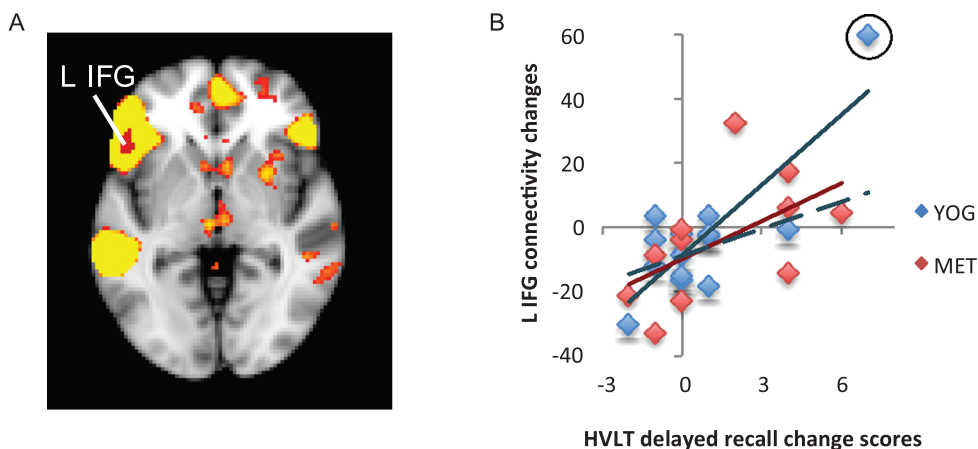 A
L IFG
B
L IFG connectivity changes
60
40
20
0
-20
-40
-3
0
3
6
HVLT delayed recall change scores
YOG
MET